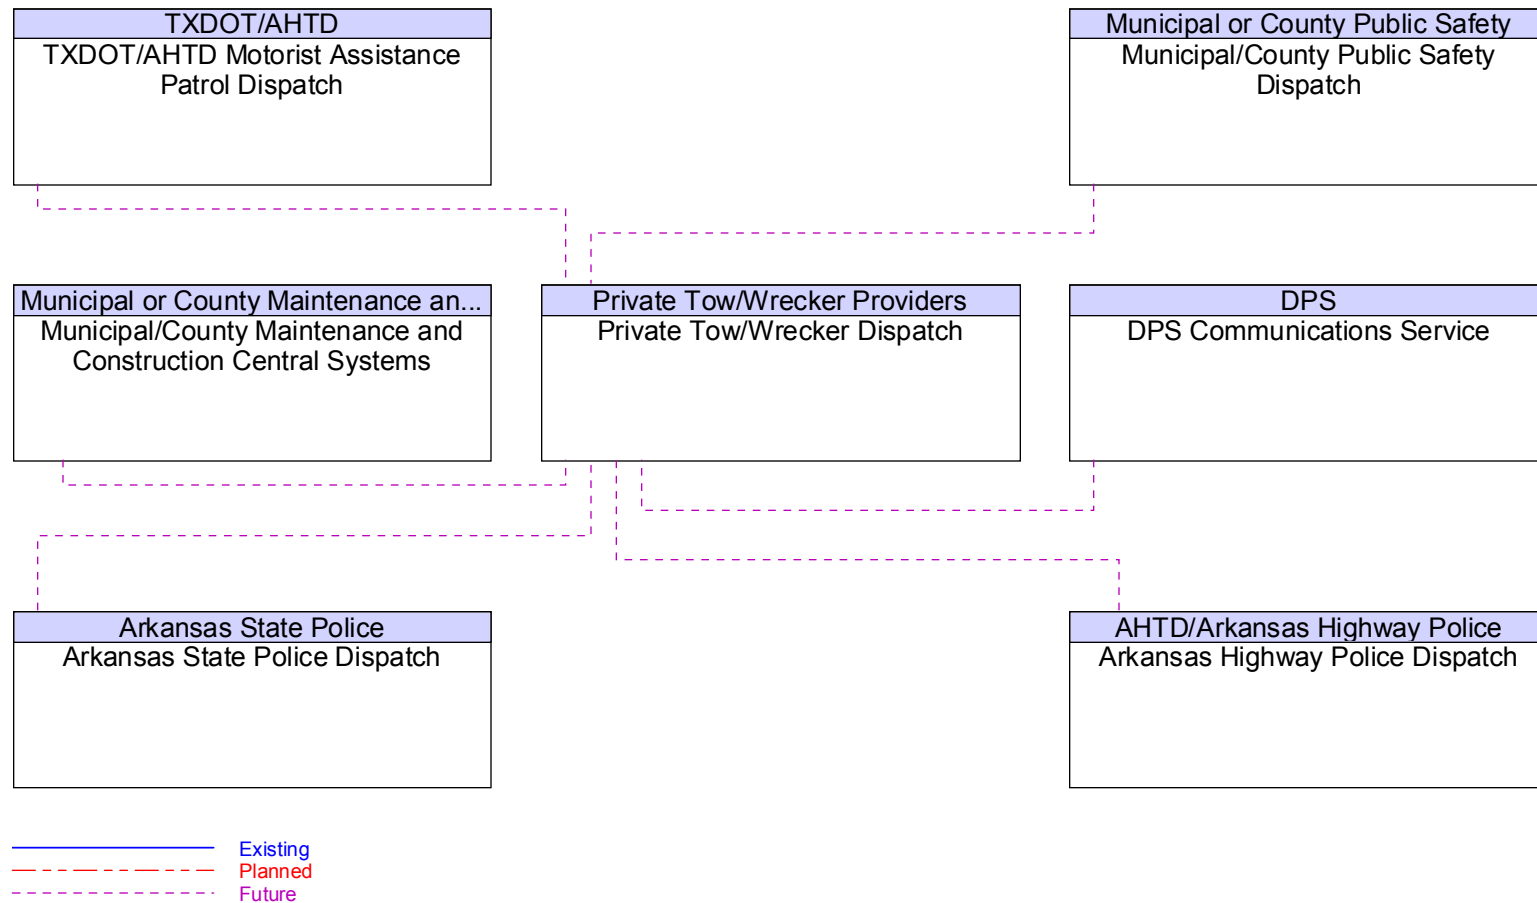 TXDOT/AHTD
TXDOT/AHTD Motorist Assistance
Patrol Dispatch
Municipal or County Public Safety
Municipal/County Public Safety
Dispatch
Municipal or County Maintenance an...
Municipal/County Maintenance and
Construction Central Systems
Private Tow/Wrecker Providers
Private Tow/Wrecker Dispatch
DPS
DPS Communications Service
Arkansas State Police
Arkansas State Police Dispatch
AHTD/Arkansas Highway Police
Arkansas Highway Police Dispatch
Existing
Planned
Future